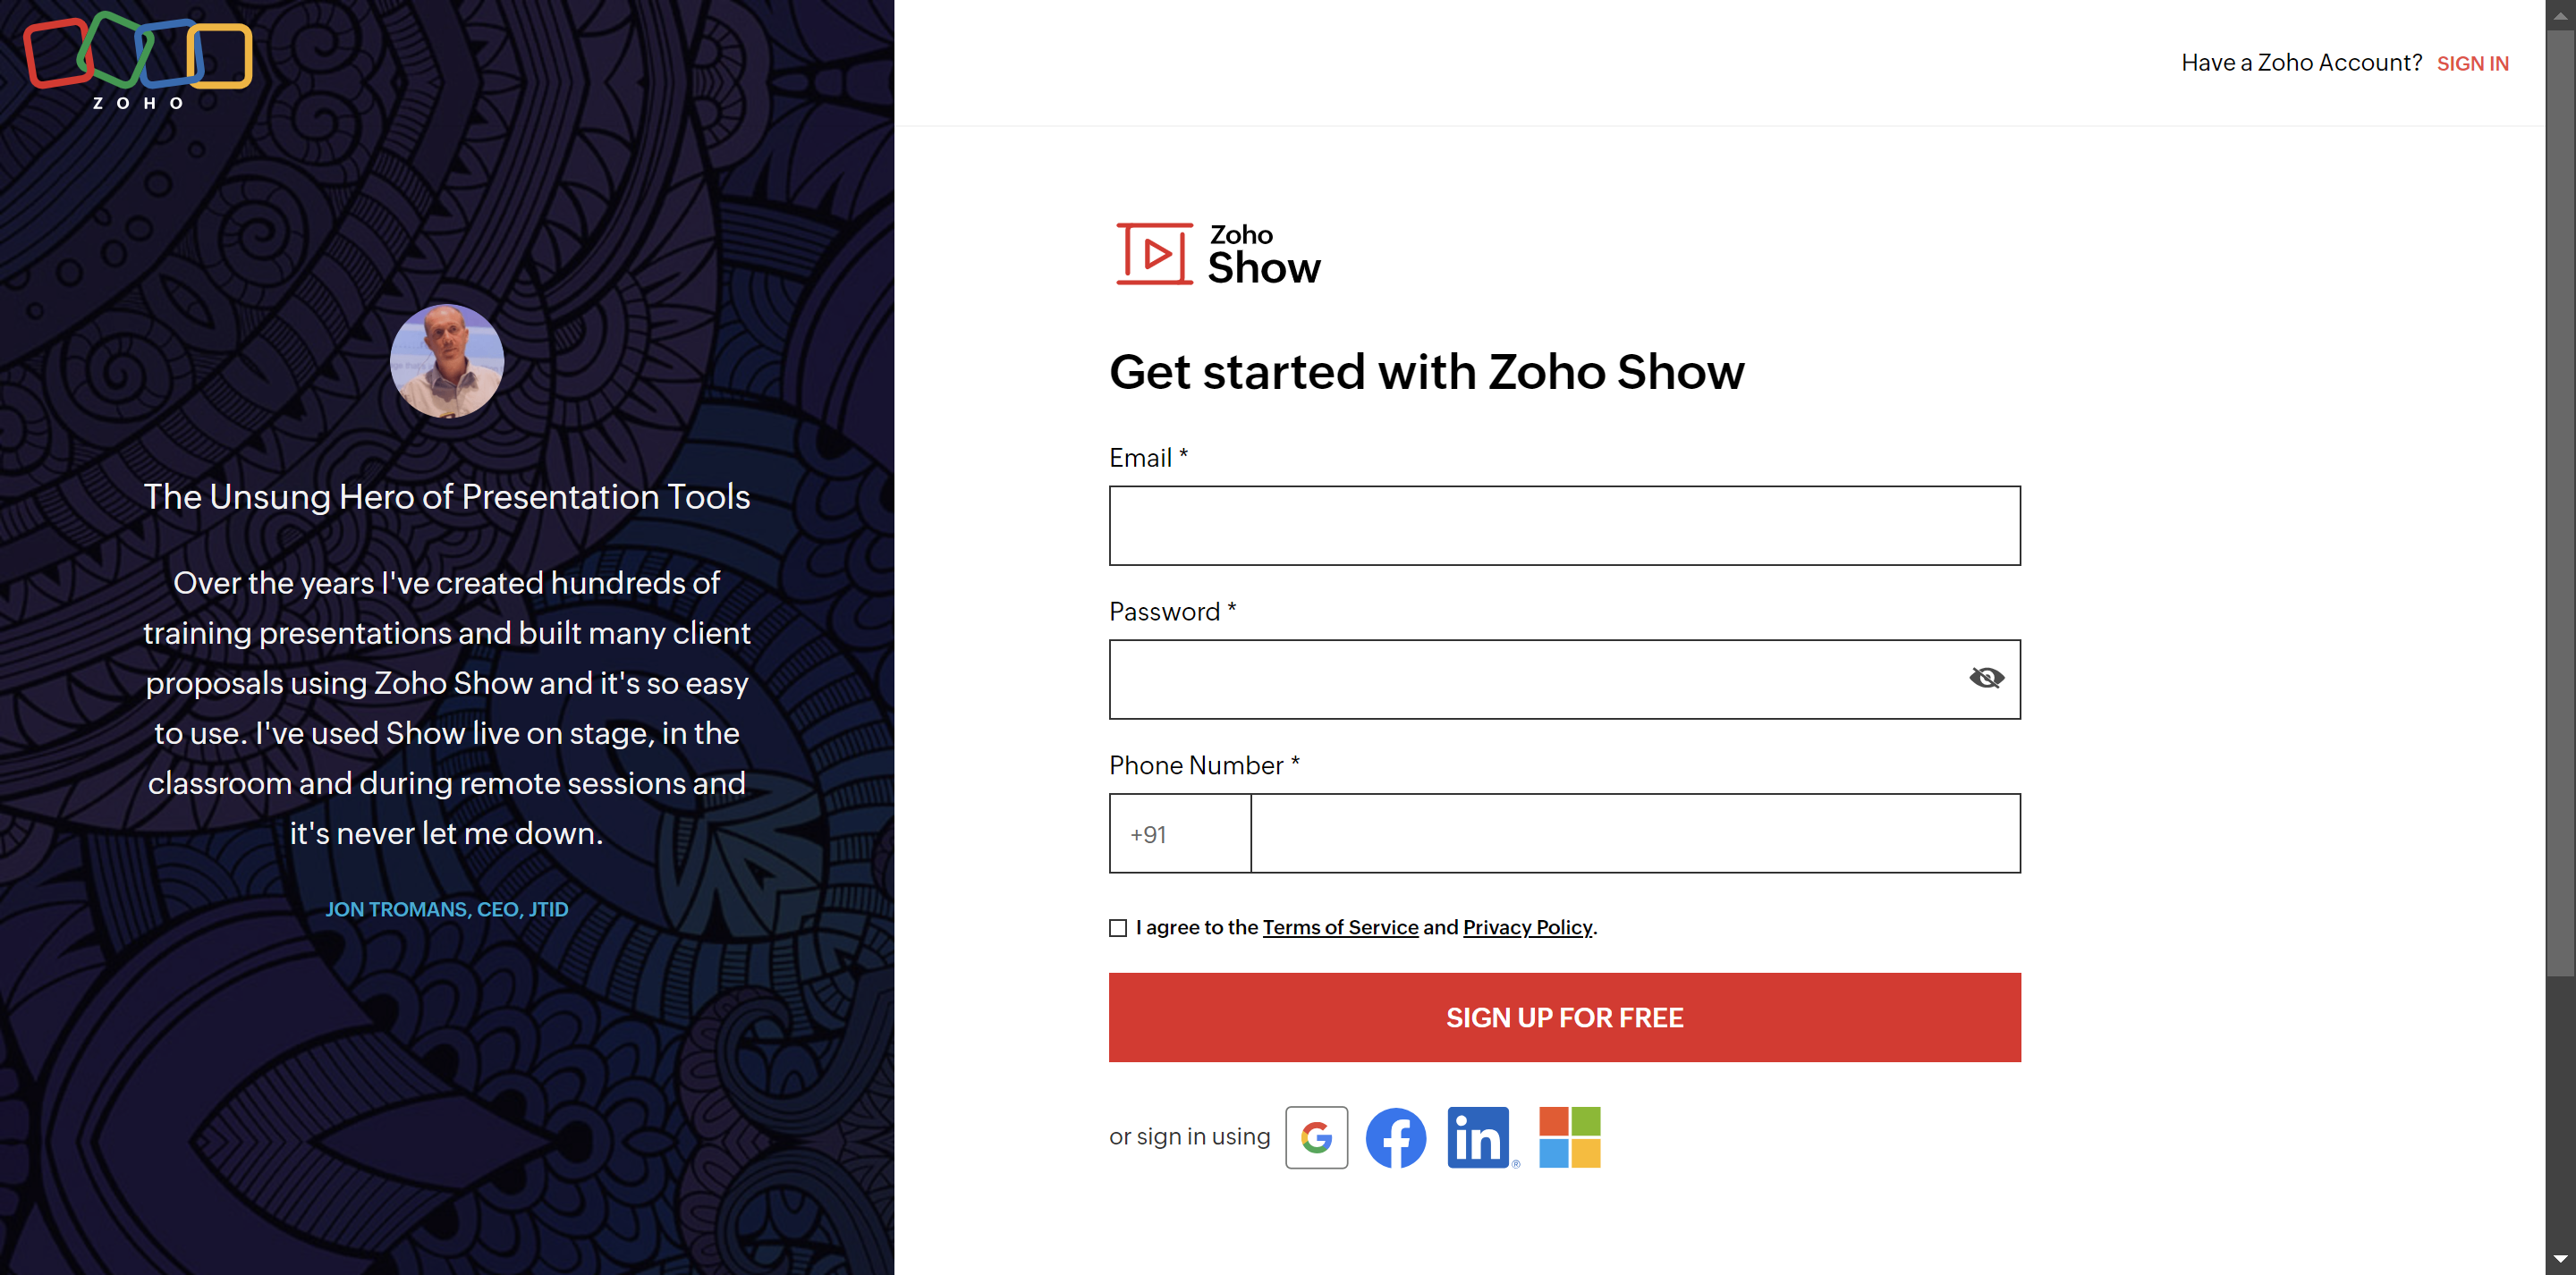 ZOHO
The Unsung Hero of Presentation Tools
Over the years I've created hundreds of
training presentations and built many client
proposals using Zoho Show and it's so easy
to use. I've used Show live on stage, in the
classroom and during remote sessions and
it's never let me down.
JON TROMANS, CEO, JTID
Have a Zoho Account? SIGN IN
Zoho
Show
Get started with Zoho Show
Email *
Password *
Phone Number *
+91
I agree to the Terms of Service and Privacy Policy.
SIGN UP FOR FREE
or sign in using
in®